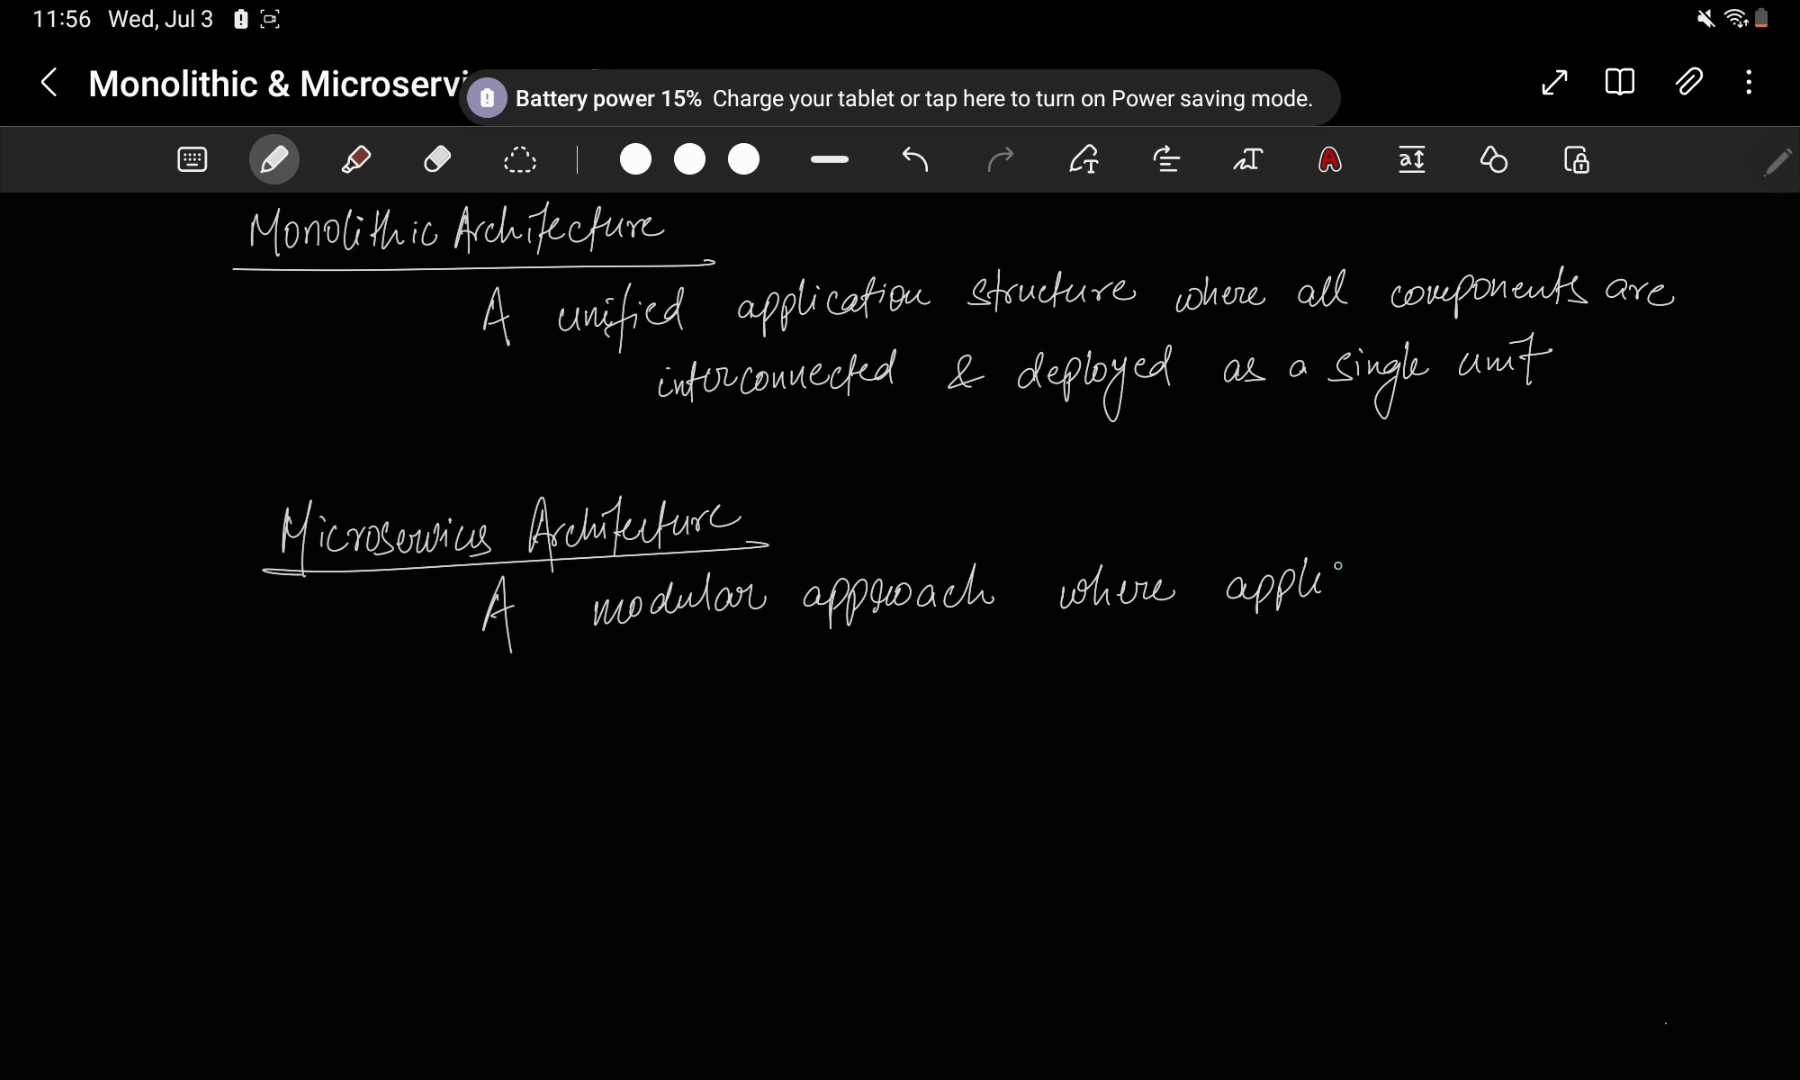 11:56 Wed, Jul 3
Monolithic & Microservi
Battery power 15% Charge your tablet or tap here to turn on Power saving mode.
Monolithic Architecture
A unified application structure where all components are
interconnected & deployed as a single unit
Microservices Architecture
A modular approach where appli